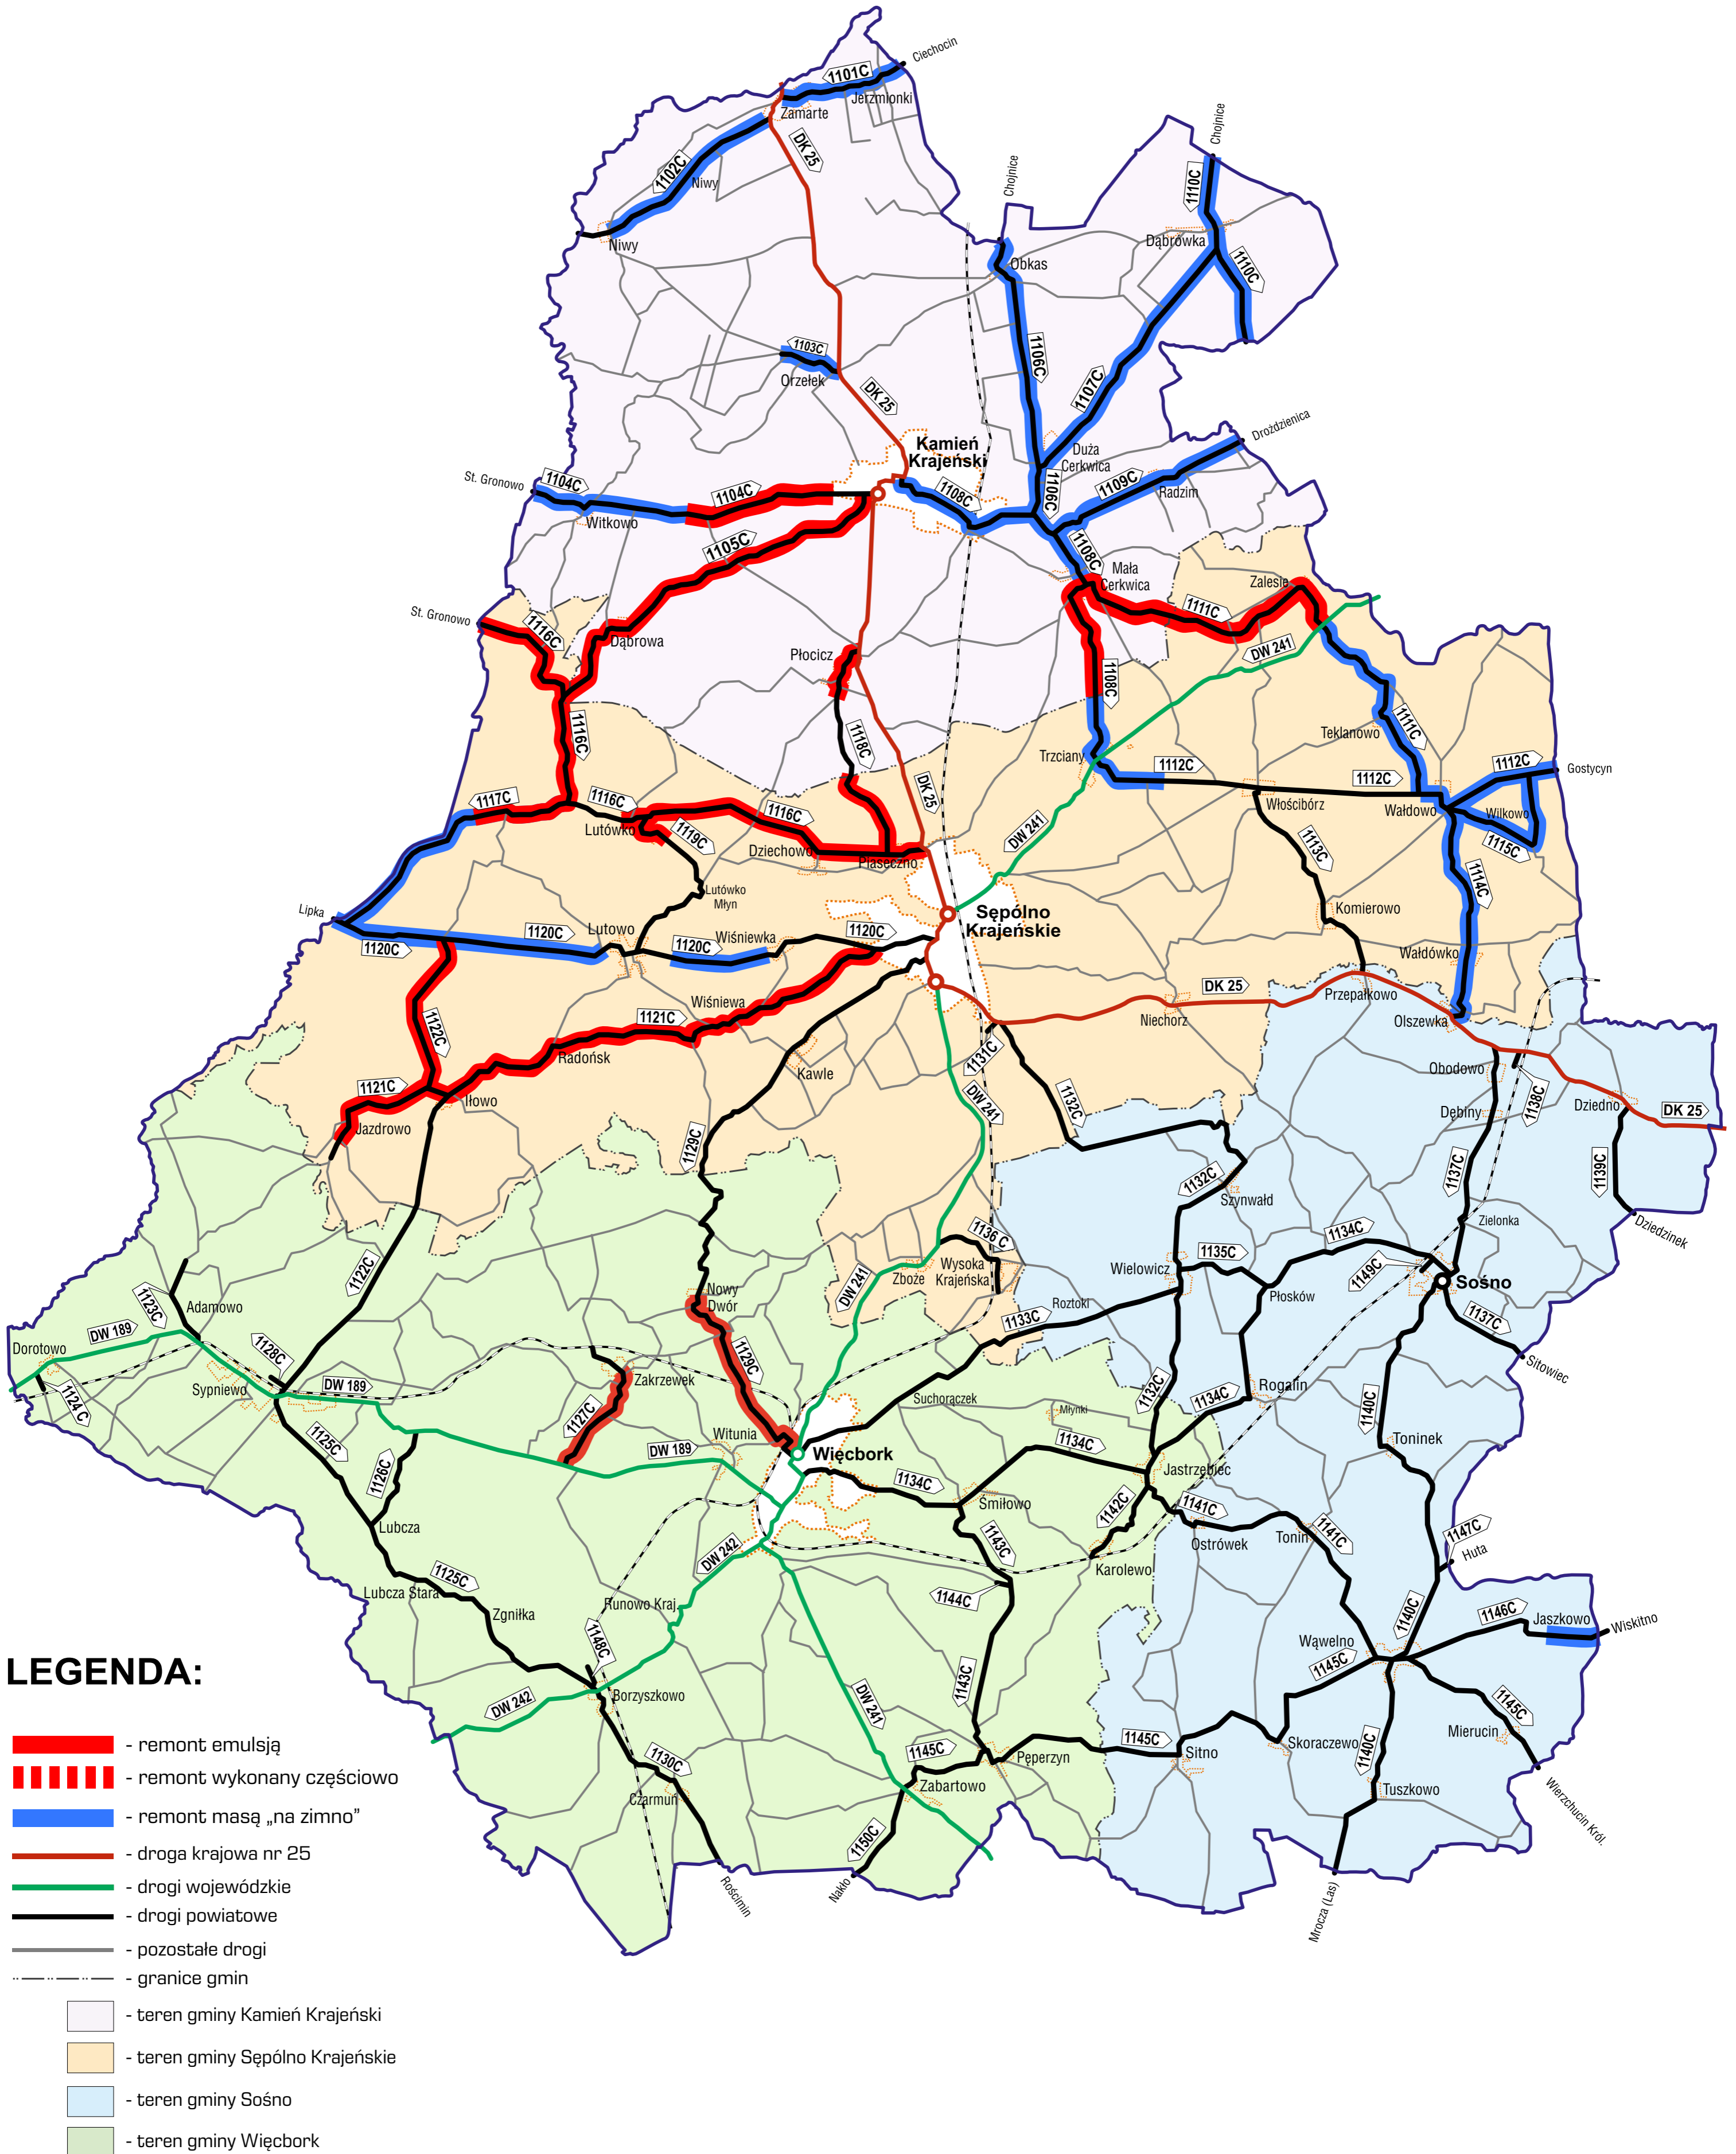 Ciechocin
1101C
Jerzmionki
Zamarte
Chojnice
DK 25
1102C
Niwy
Chojnice
1110C
Niwy
Dąbrówka
Obkas
1110C
1103C
Orzełek
1106C
1107C
DK 25
Kamień
Krajeński
Duża
Cerkwica
Drożdzienica
St. Gronowo
1104C
1104C
1108C
1106C
1109C
Radzim
Witkowo
1105C
1108C
Mała
Cerkwica
Zalesie
St. Gronowo
1116C
1111C
Dąbrowa
Płocicz
DW 241
1108C
1116C
1118C
Teklanowo
1111C
Trzciany
1112C
1112C
1112C
Gostycyn
DK 25
1117C
1116C
1116C
Włościbórz
Wałdowo
Wilkowo
Lutówko
1119C
DW 241
Dziechowo
Piaseczno
1113C
1115C
1114C
Lutówko
Młyn
Lipka
Sępólno
Krajeńskie
Komierowo
1120C
1120C
Lutowo
1120C
Wiśniewka
1120C
Wałdówko
Wiśniewa
DK 25
Przepałkowo
1122C
1121C
Niechorz
Olszewka
Radońsk
1131C
Kawle
Obodowo
1138C
1121C
Iłowo
1132C
DW 241
Dębiny
Dziedno
DK 25
Jazdrowo
1129C
1137C
1139C
1132C
Szynwałd
Zielonka
Dziedzinek
1136 C
1134C
1122C
Zboże
Wysoka
Krajeńska
Wielowicz
1135C
1149C
Sośno
1123C
Adamowo
Nowy
Dwór
DW 241
Roztoki
Płosków
Dorotowo
DW 189
1128C
1133C
1137C
Sitowiec
Sypniewo
DW 189
1129C
Zakrzewek
1124 C
Suchorączek
1132C
1134C
Rogalin
1127C
Młynki
1140C
1125C
Witunia
1126C
DW 189
Więcbork
1134C
Toninek
1134C
Jastrzębiec
Śmiłowo
1142C
1141C
Lubcza
Tonin
1141C
1147C
Ostrówek
1143C
DW 242
Huta
Karolewo
1125C
Lubcza Stara
1144C
Zgniłka
Runowo Kraj.
1140C
1146C
Jaszkowo
Wiskitno
1148C
Wąwelno
1145C
1143C
Borzyszkowo
DW 242
DW 241
1145C
1145C
1140C
Mierucin
Skoraczewo
Sitno
1145C
Pęperzyn
1130C
Zabartowo
Tuszkowo
Czarmuń
Wierzchucin Król.
1150C
Rościmin
Nakło
Mrocza (Las)
LEGENDA:
- remont emulsją
- remont wykonany częściowo
- remont masą „na zimno”
- droga krajowa nr 25
- drogi wojewódzkie
- drogi powiatowe
- pozostałe drogi
- granice gmin
- teren gminy Kamień Krajeński
- teren gminy Sępólno Krajeńskie
- teren gminy Sośno
- teren gminy Więcbork